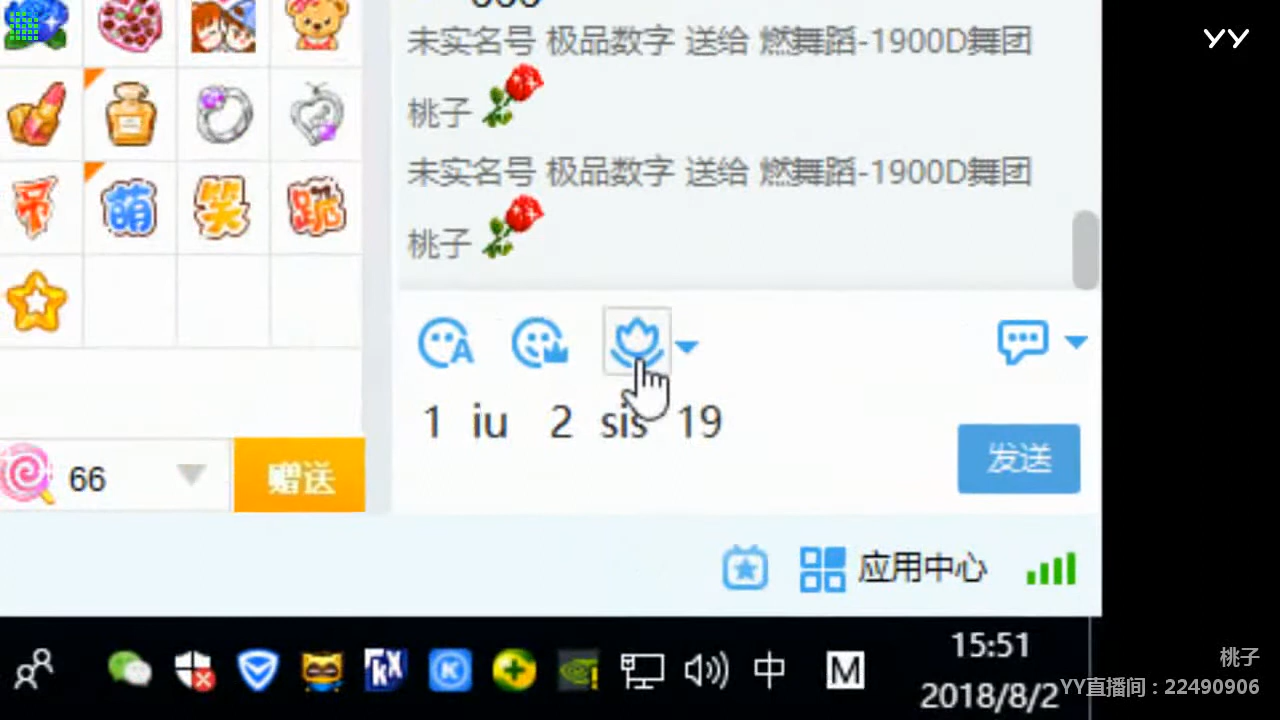 YY
未实名号 极品数字 送给 燃舞蹈-1900D舞团
桃子
未实名号 极品数字 送给 燃舞蹈-1900D舞团
桃子
吊 萌 笑 跪
1 iu 2 sis 19
66 赠送
发送
应用中心
中 M
15:51
2018/8/2
桃子
YY直播间:22490906